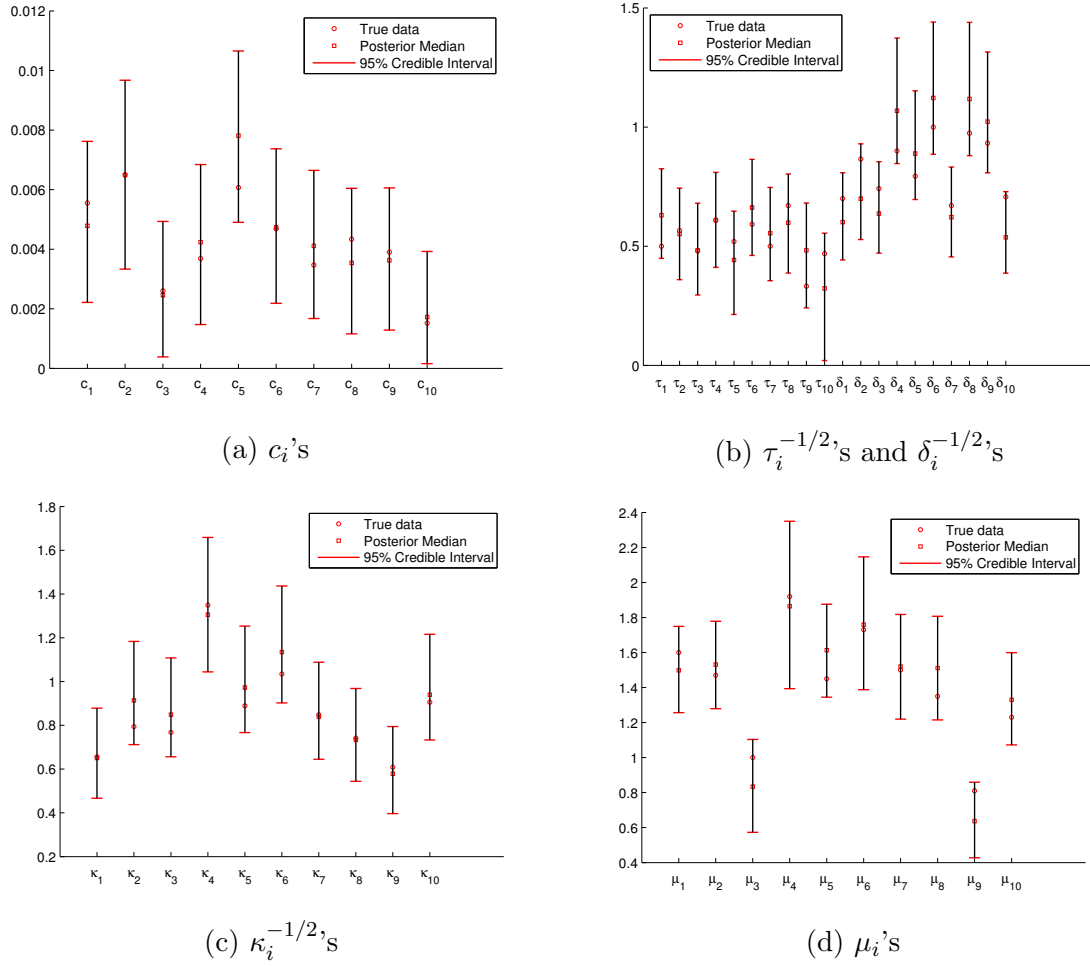 0.012
0.01
0.008
0.006
0.004
0.002
0
True data
Posterior Median
95% Credible Interval
c₁ c₂ c₃ c₄ c₅ c₆ c₇ c₈ c₉ c₁₀
(a) cᵢ's
1.5
1
0.5
0
True data
Posterior Median
95% Credible Interval
τ₁ τ₂ τ₃ τ₄ τ₅ τ₆ τ₇ τ₈ τ₉ τ₁₀ δ₁ δ₂ δ₃ δ₄ δ₅ δ₆ δ₇ δ₈ δ₉ δ₁₀
(b) τᵢ⁻¹/²'s and δᵢ⁻¹/²'s
1.8
1.6
1.4
1.2
1
0.8
0.6
0.4
0.2
True data
Posterior Median
95% Credible Interval
κ₁ κ₂ κ₃ κ₄ κ₅ κ₆ κ₇ κ₈ κ₉ κ₁₀
(c) κᵢ⁻¹/²'s
2.4
2.2
2
1.8
1.6
1.4
1.2
1
0.8
0.6
0.4
True data
Posterior Median
95% Credible Interval
μ₁ μ₂ μ₃ μ₄ μ₅ μ₆ μ₇ μ₈ μ₉ μ₁₀
(d) μᵢ's